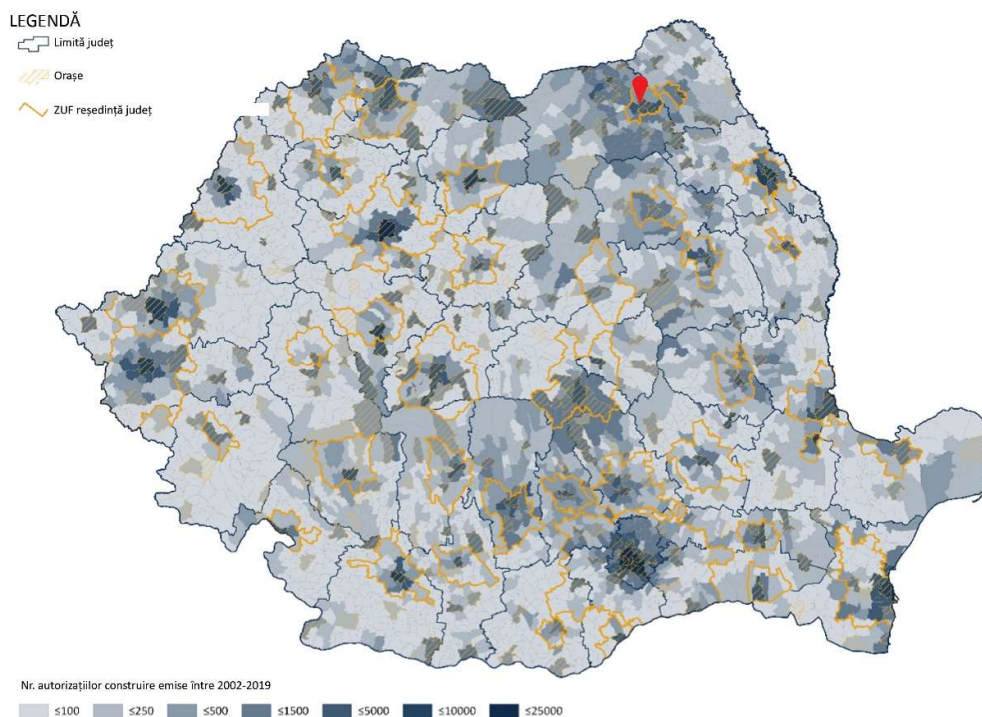 LEGENDĂ
Limită județ
Orașe
ZUF reședință județ
Nr. autorizațiilor construire emise între 2002-2019
≤100 ≤250 ≤500 ≤1500 ≤5000 ≤10000 ≤25000